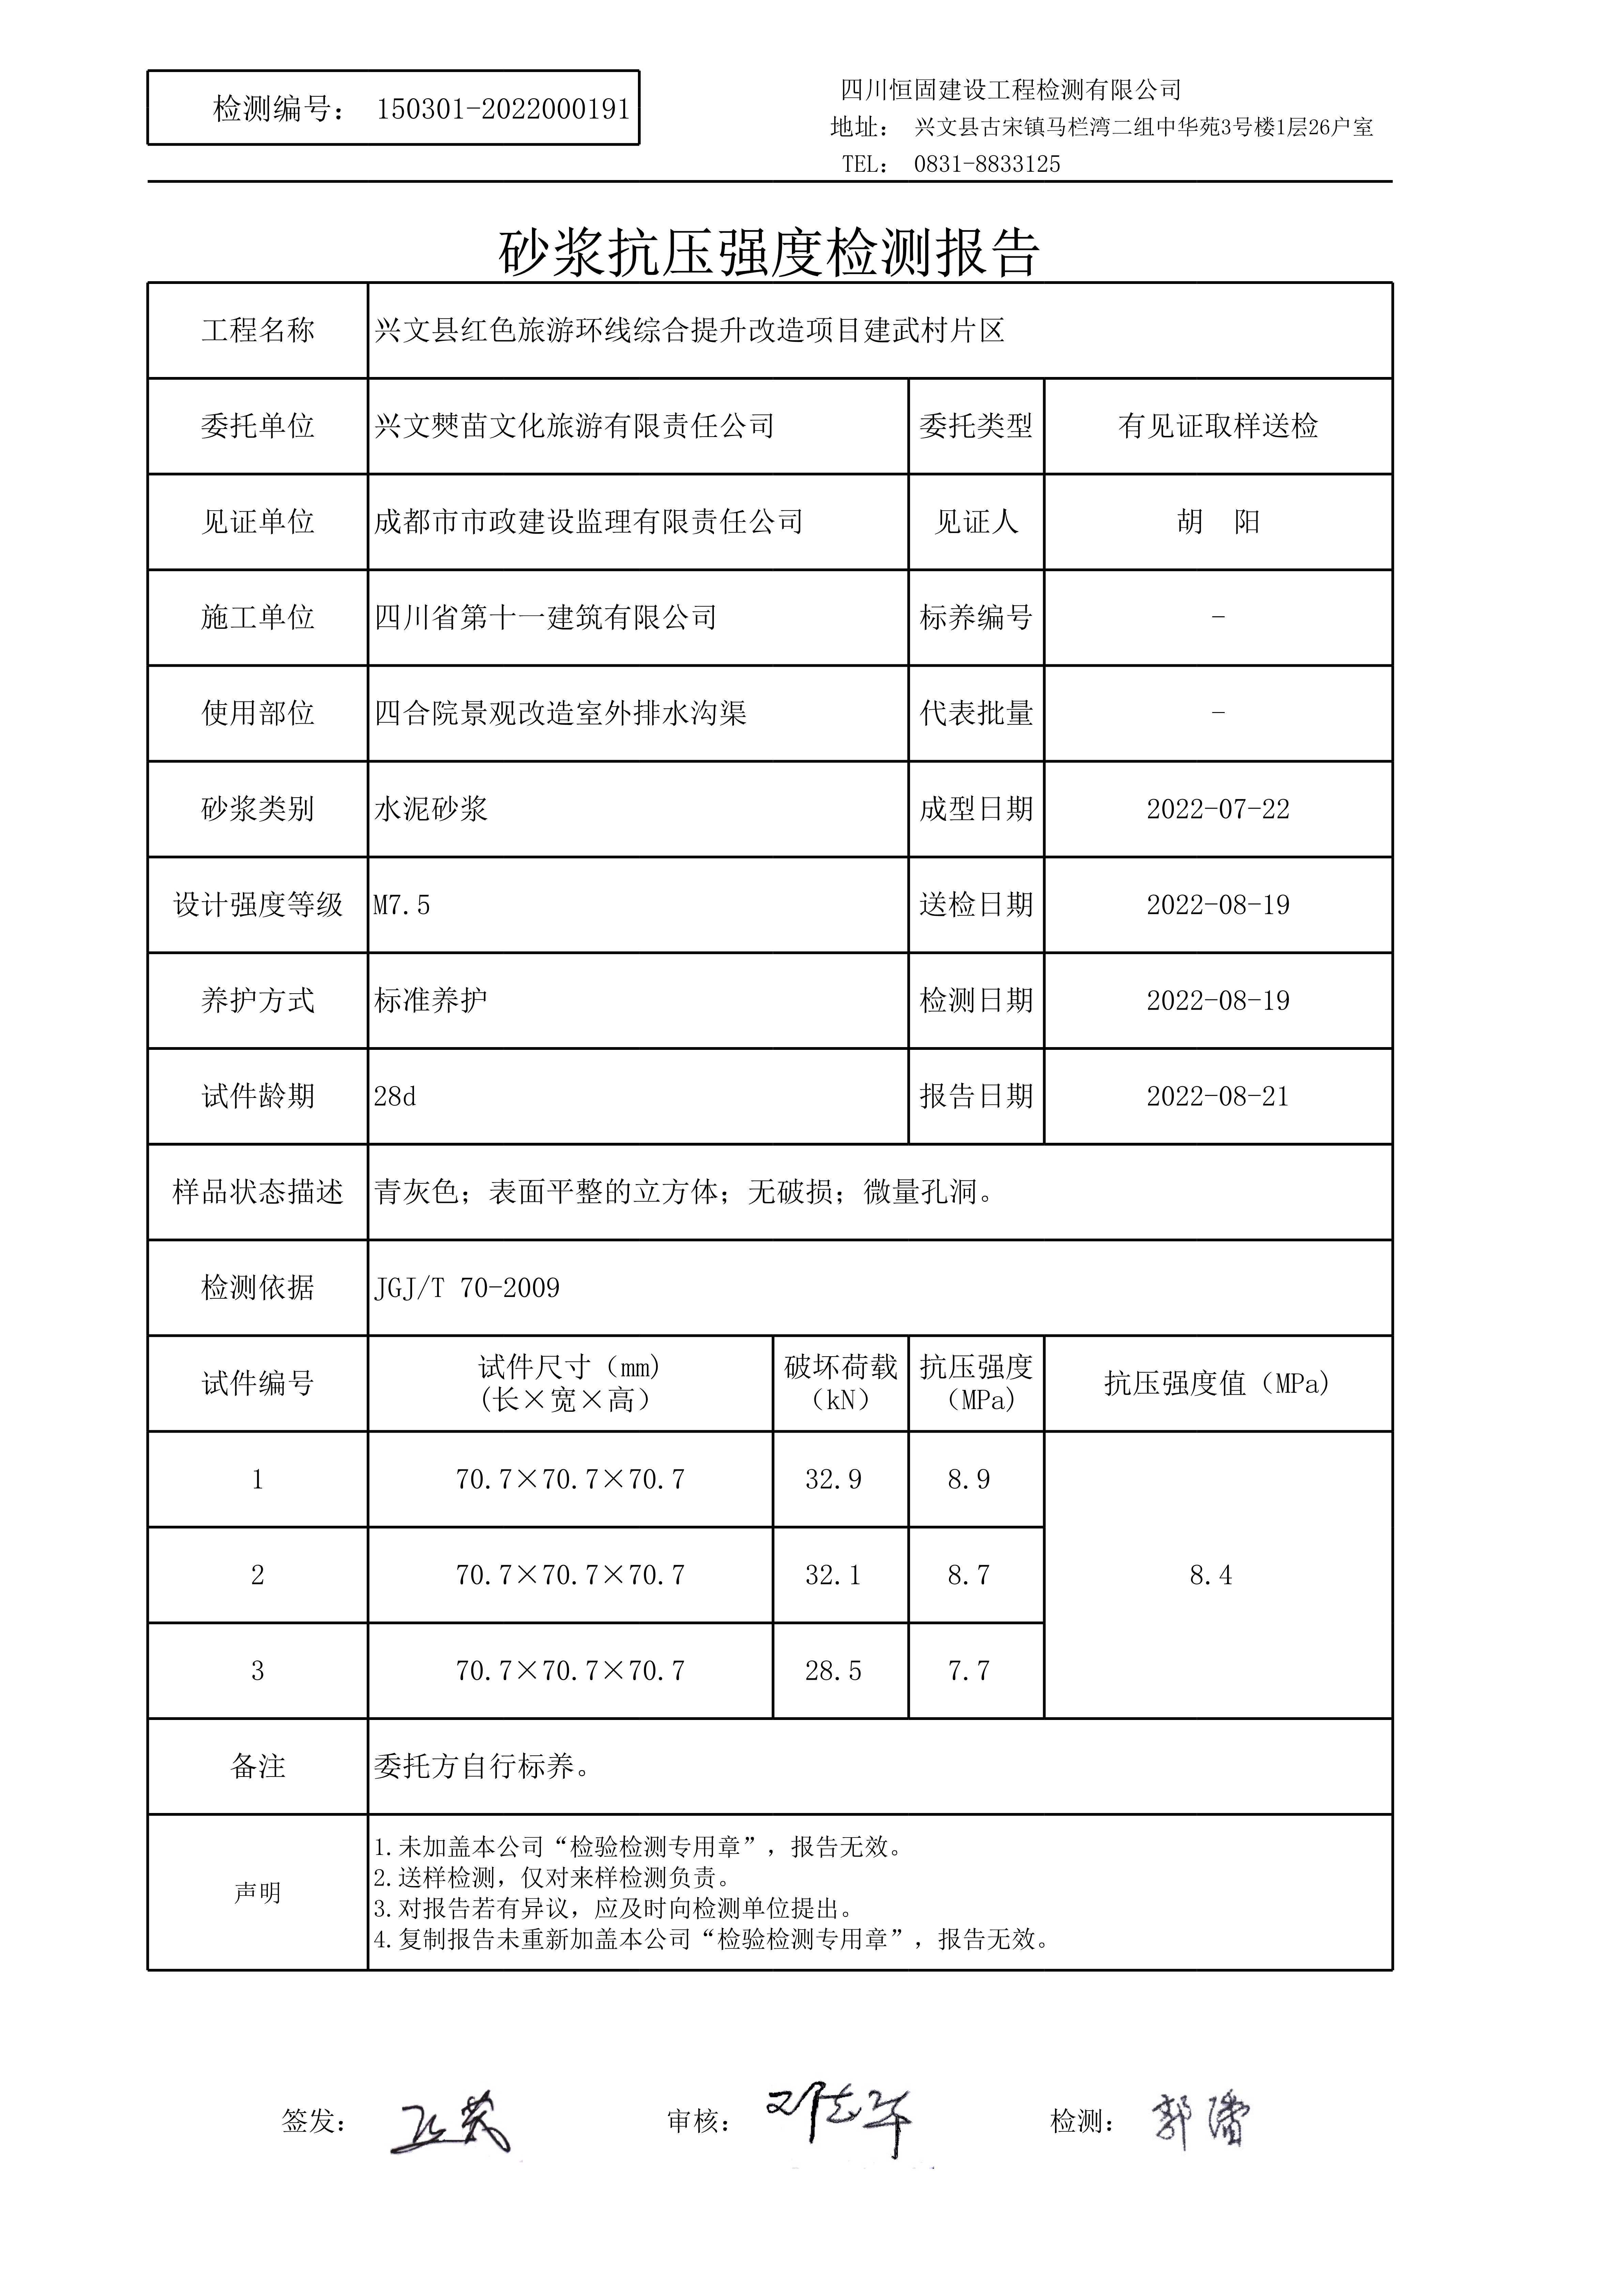 检测编号： 150301-2022000191
四川恒固建设工程检测有限公司
地址： 兴文县古宋镇马栏湾二组中华苑3号楼1层26户室
TEL： 0831-8833125
砂浆抗压强度检测报告
工程名称 兴文县红色旅游环线综合提升改造项目建武村片区
委托单位 兴文僰苗文化旅游有限责任公司 委托类型 有见证取样送检
见证单位 成都市市政建设监理有限责任公司 见证人 胡 阳
施工单位 四川省第十一建筑有限公司 标养编号 -
使用部位 四合院景观改造室外排水沟渠 代表批量 -
砂浆类别 水泥砂浆 成型日期 2022-07-22
设计强度等级 M7.5 送检日期 2022-08-19
养护方式 标准养护 检测日期 2022-08-19
试件龄期 28d 报告日期 2022-08-21
样品状态描述 青灰色；表面平整的立方体；无破损；微量孔洞。
检测依据 JGJ/T 70-2009
试件编号 试件尺寸（mm) (长×宽×高） 破坏荷载（kN） 抗压强度（MPa) 抗压强度值（MPa)
1 70.7×70.7×70.7 32.9 8.9
2 70.7×70.7×70.7 32.1 8.7 8.4
3 70.7×70.7×70.7 28.5 7.7
备注 委托方自行标养。
声明
1.未加盖本公司“检验检测专用章”，报告无效。
2.送样检测，仅对来样检测负责。
3.对报告若有异议，应及时向检测单位提出。
4.复制报告未重新加盖本公司“检验检测专用章”，报告无效。
签发： 审核： 检测：